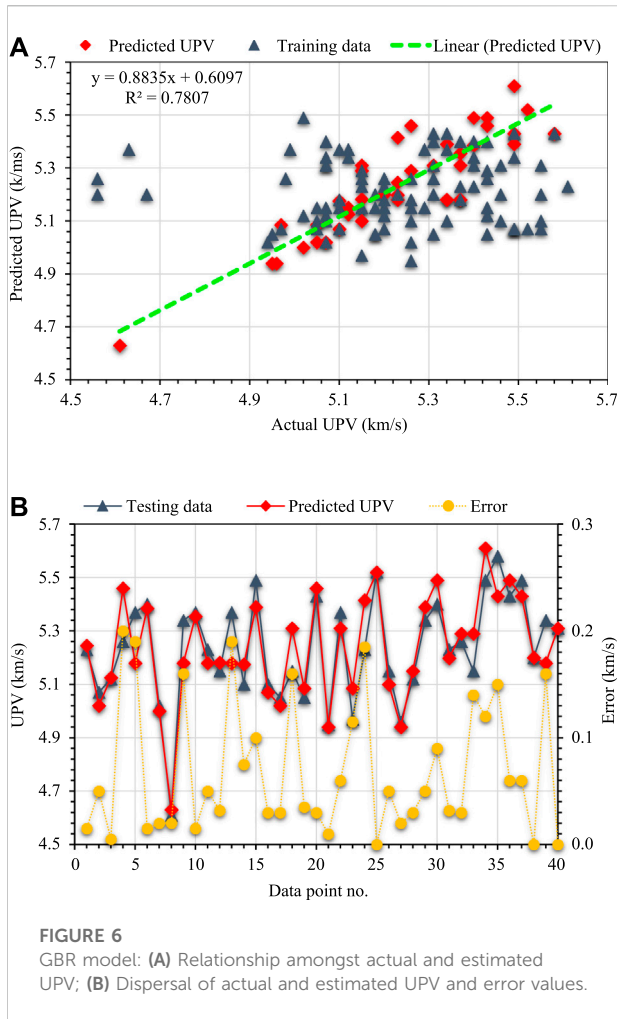 A
Predicted UPV
Training data
Linear (Predicted UPV)
y = 0.8835x + 0.6097
R² = 0.7807
Predicted UPV (k/ms)
5.7
5.5
5.3
5.1
4.9
4.7
4.5
4.5
4.7
4.9
5.1
5.3
5.5
5.7
Actual UPV (km/s)
B
Testing data
Predicted UPV
Error
UPV (km/s)
5.7
5.5
5.3
5.1
4.9
4.7
4.5
0.3
0.2
0.1
0.0
Error (km/s)
0
5
10
15
20
25
30
35
40
Data point no.
FIGURE 6
GBR model: (A) Relationship amongst actual and estimated
UPV; (B) Dispersal of actual and estimated UPV and error values.